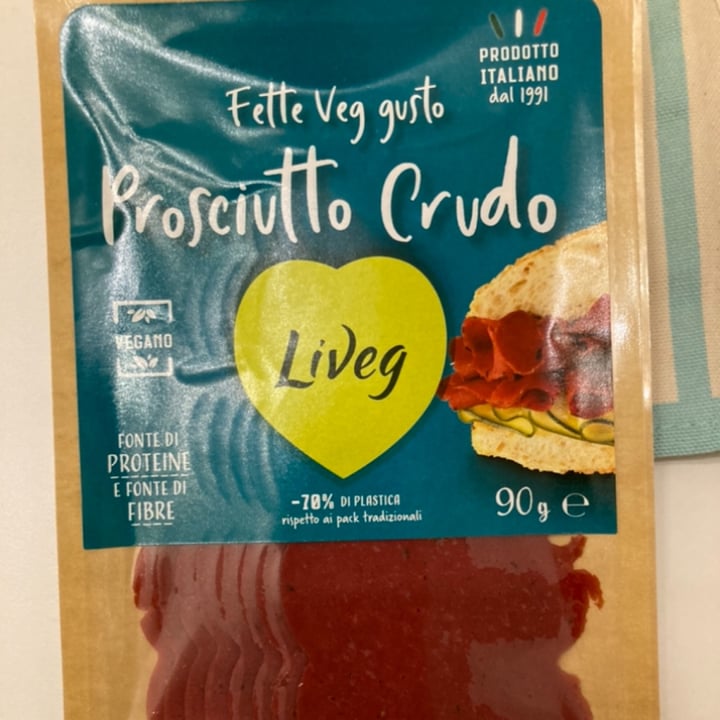 PRODOTTO
ITALIANO
dal 1991
Fette Veg gusto
Prosciutto Crudo
LiVeg
VEGANO
FONTE DI
PROTEINE
E FONTE DI
FIBRE
-70% DI PLASTICA
rispetto ai pack tradizionali
90g ℮